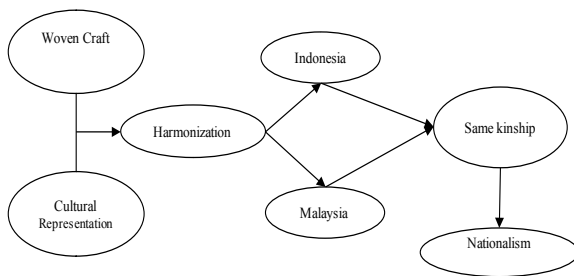 Woven Craft
Cultural
Representation
Harmonization
Indonesia
Malaysia
Same kinship
Nationalism